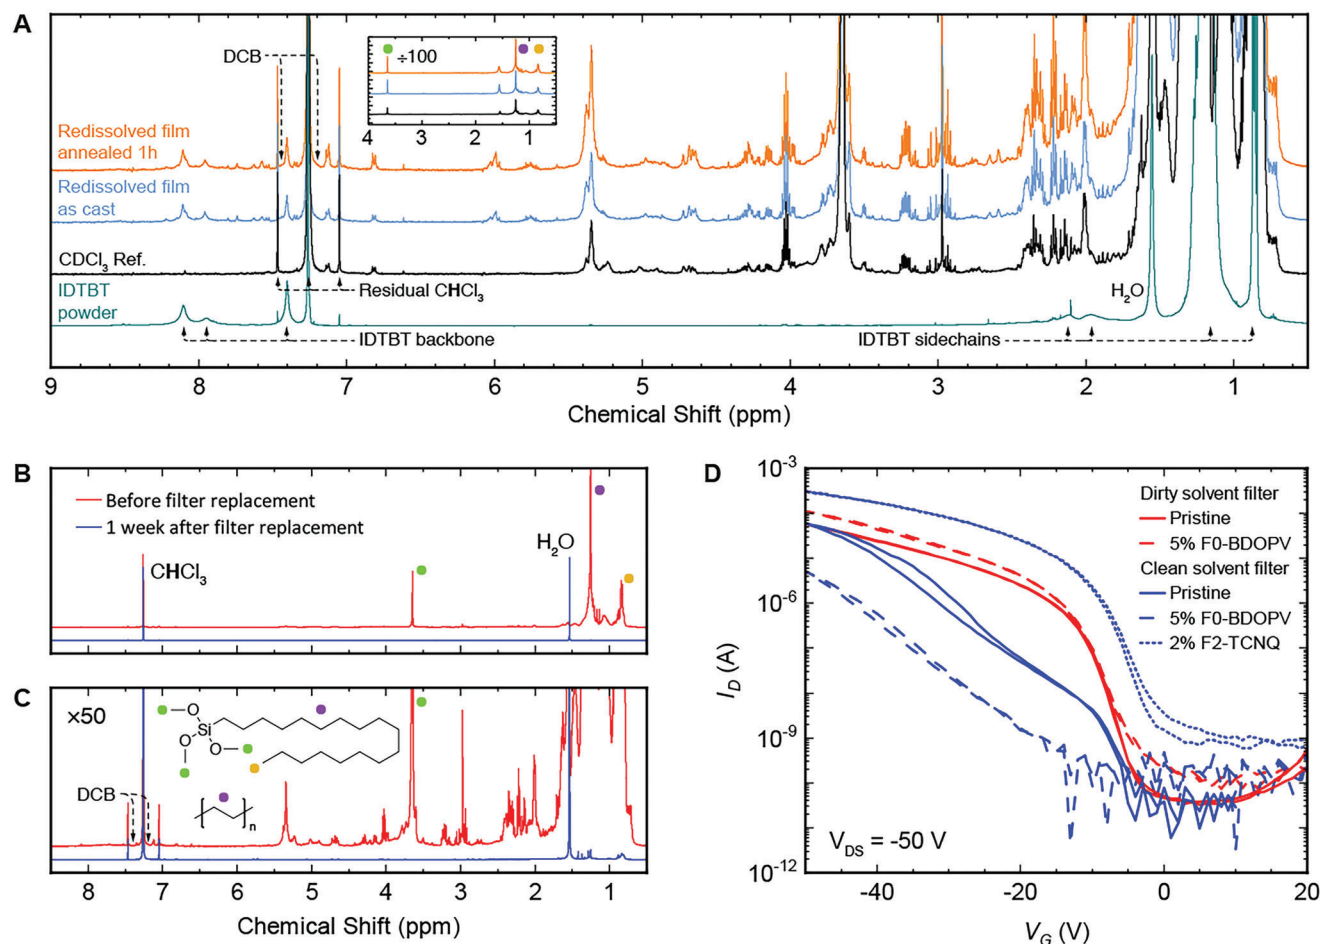 A
DCB
÷100
4 3 2 1
Redissolved film
annealed 1h
Redissolved film
as cast
CDCl3 Ref.
Residual CHCl3
IDTBT
powder
H2O
IDTBT backbone
IDTBT sidechains
9 8 7 6 5 4 3 2 1
Chemical Shift (ppm)
B
Before filter replacement
1 week after filter replacement
CHCl3
H2O
C
×50
O
Si
O
O
DCB
n
8 7 6 5 4 3 2 1
Chemical Shift (ppm)
D
10-3
10-6
10-9
10-12
ID (A)
Dirty solvent filter
Pristine
5% F0-BDOPV
Clean solvent filter
Pristine
5% F0-BDOPV
2% F2-TCNQ
VDS = -50 V
-40 -20 0 20
VG (V)